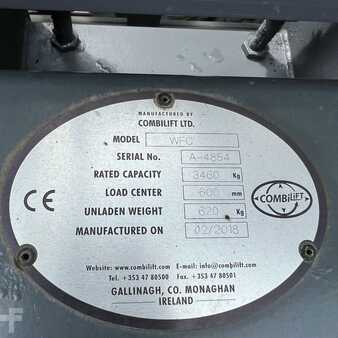 MANUFACTURED BY
COMBILIFT LTD.
MODEL WFC
SERIAL No. A-4854
RATED CAPACITY 3460 Kg
LOAD CENTER 600 mm
UNLADEN WEIGHT 620 Kg
MANUFACTURED ON 02/2018
CE
COMBiLiFT
Website: www.combilift.com E-mail: info@combilift.com
Tel. +353 47 80500 Fax. +353 47 80501
GALLINAGH, CO. MONAGHAN
IRELAND